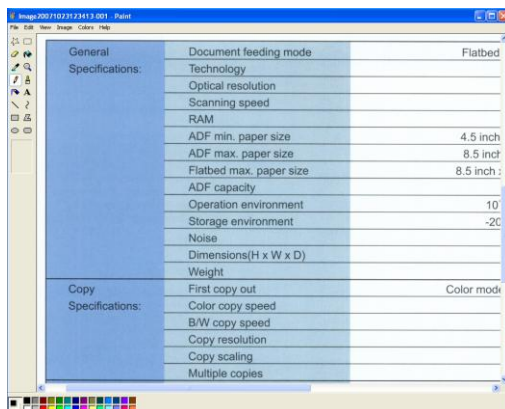 Image20071023123413-001 - Paint
File Edit View Image Colors Help
General Document feeding mode Flatbed
Specifications: Technology
Optical resolution
Scanning speed
RAM
ADF min. paper size 4.5 inch
ADF max. paper size 8.5 inch
Flatbed max. paper size 8.5 inch
ADF capacity
Operation environment 10
Storage environment -20
Noise
Dimensions(H x W x D)
Weight
Copy First copy out Color mode
Specifications: Color copy speed
B/W copy speed
Copy resolution
Copy scaling
Multiple copies